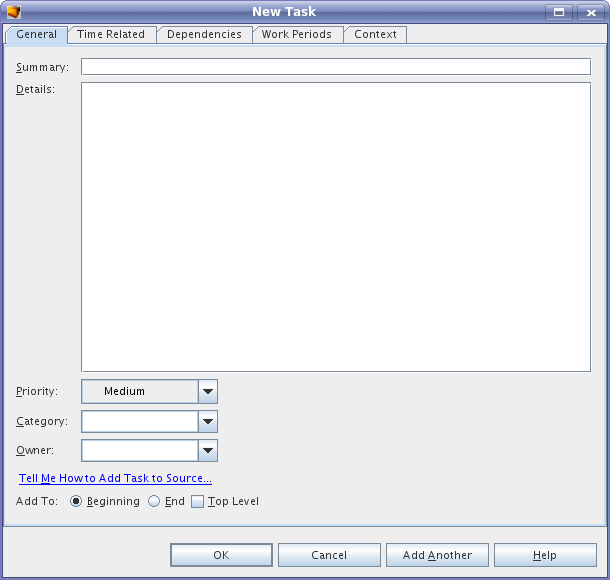 New Task
General Time Related Dependencies Work Periods Context
Summary:
Details:
Priority: Medium
Category:
Owner:
Tell Me How to Add Task to Source...
Add To: Beginning End Top Level
OK Cancel Add Another Help